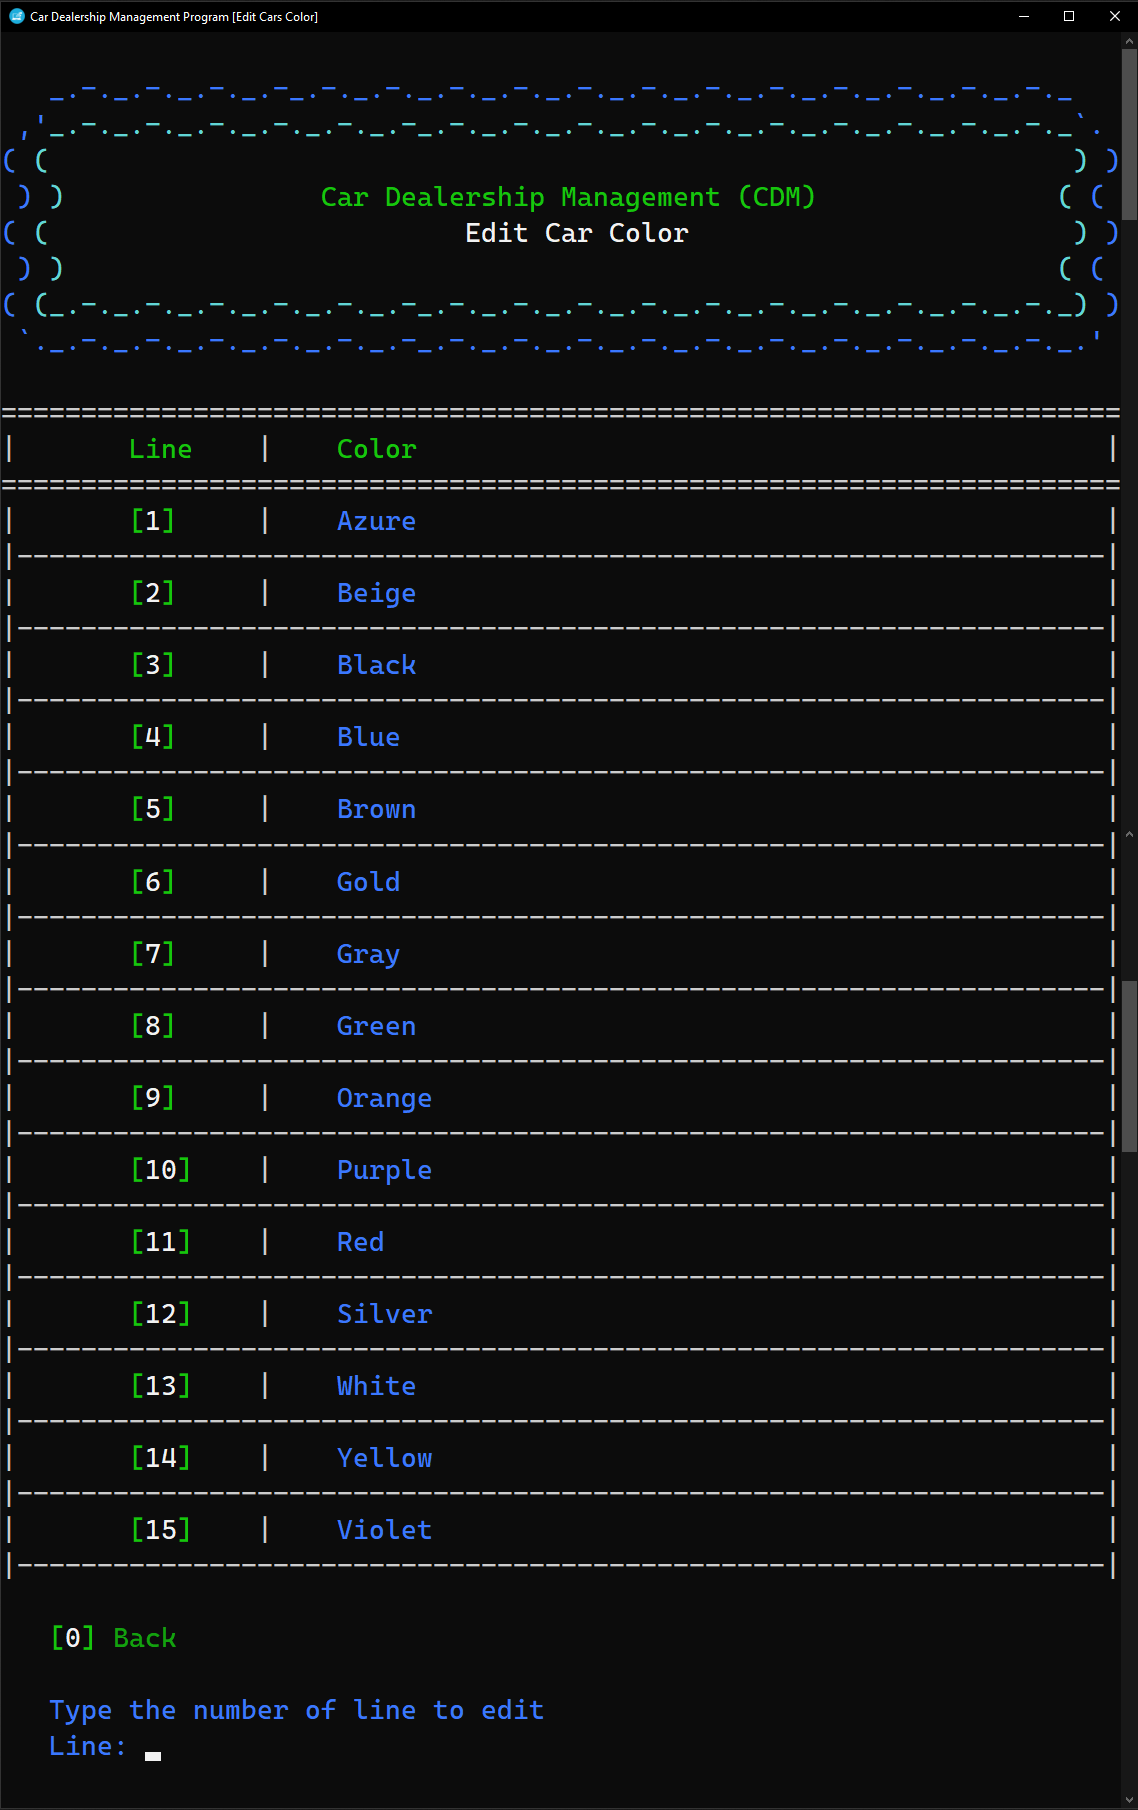 Car Dealership Management Program [Edit Cars Color]
Car Dealership Management (CDM)
Edit Car Color
| Line | Color |
| [1] | Azure |
| [2] | Beige |
| [3] | Black |
| [4] | Blue |
| [5] | Brown |
| [6] | Gold |
| [7] | Gray |
| [8] | Green |
| [9] | Orange |
| [10] | Purple |
| [11] | Red |
| [12] | Silver |
| [13] | White |
| [14] | Yellow |
| [15] | Violet |
[0] Back
Type the number of line to edit
Line: